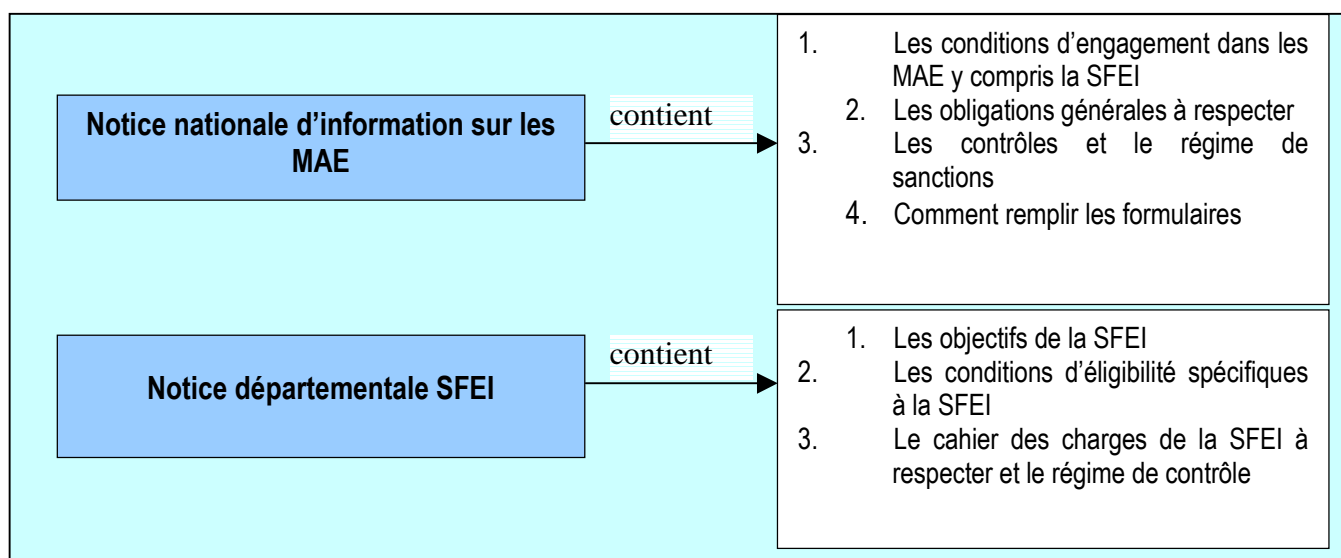 Notice nationale d'information sur les
MAE
contient
1. Les conditions d'engagement dans les
MAE y compris la SFEI
2. Les obligations générales à respecter
3. Les contrôles et le régime de
sanctions
4. Comment remplir les formulaires
Notice départementale SFEI
contient
1. Les objectifs de la SFEI
2. Les conditions d'éligibilité spécifiques
à la SFEI
3. Le cahier des charges de la SFEI à
respecter et le régime de contrôle